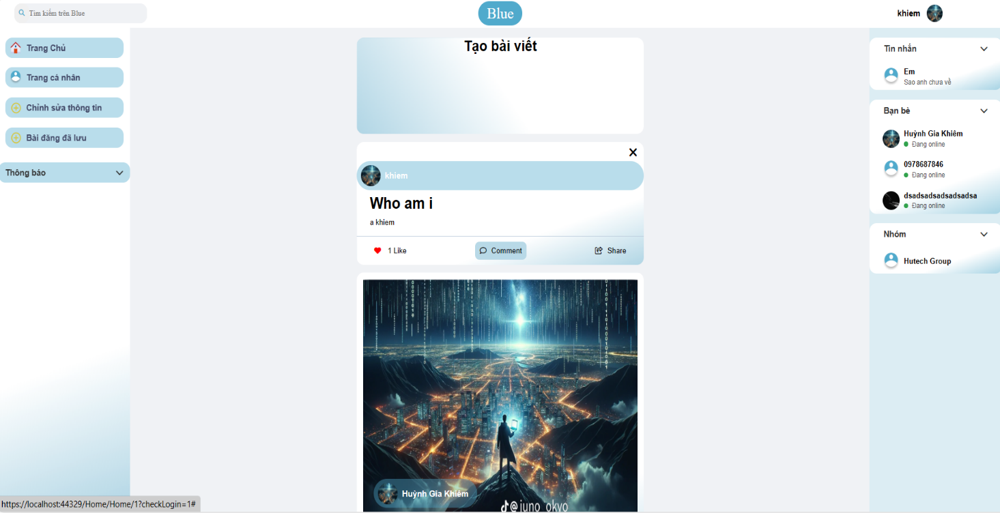 Tìm kiếm trên Blue
Blue
khiem
Trang Chủ
Trang cá nhân
Chỉnh sửa thông tin
Bài đăng đã lưu
Thông báo
Tạo bài viết
khiem
Who am i
a khiem
1 Like
Comment
Share
Huỳnh Gia Khiêm
@juno_okyo
Tin nhắn
Em
Sao anh chưa về
Bạn bè
Huỳnh Gia Khiêm
Đang online
0978687846
Đang online
dsadsadsadsadsadsa
Đang online
Nhóm
Hutech Group
https://localhost:44329/Home/Home/1?checkLogin=1#